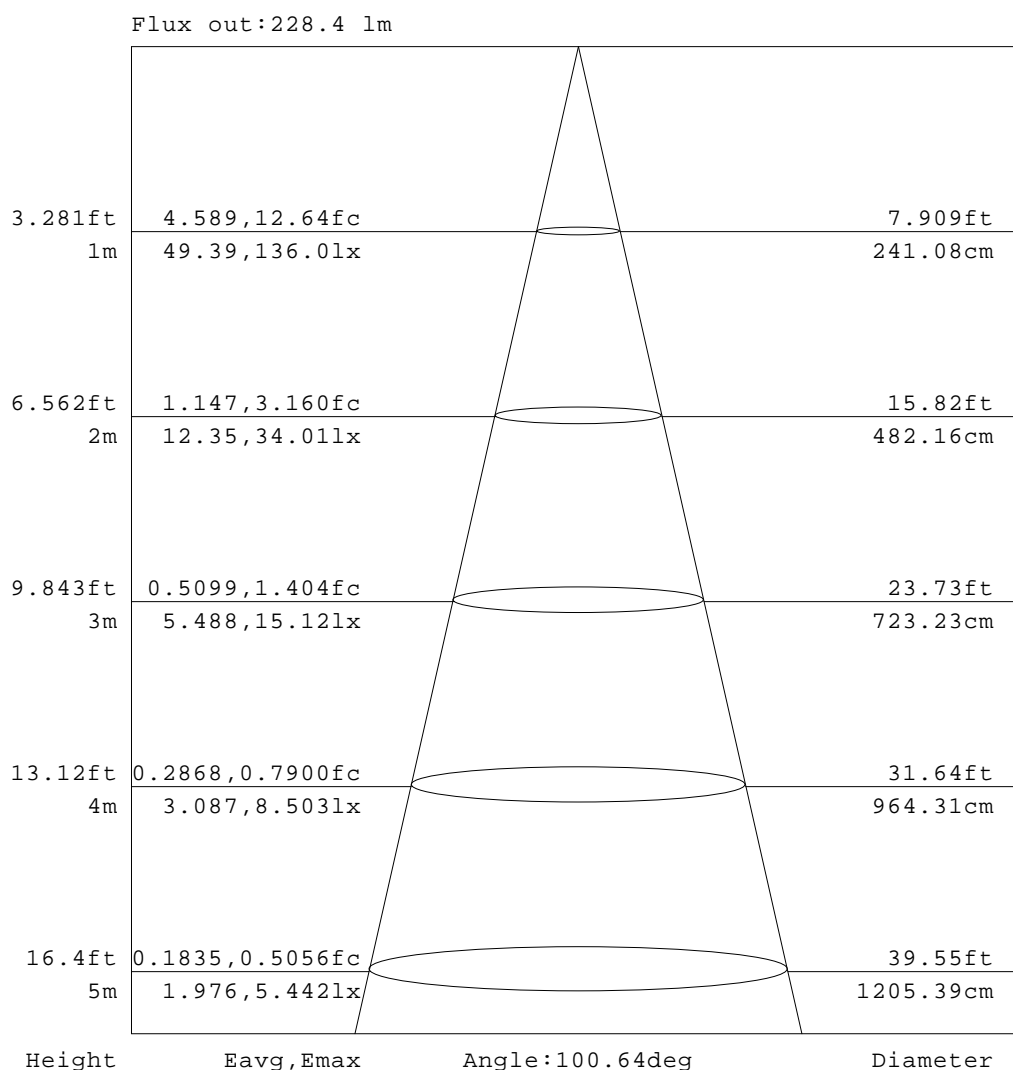 Flux out:228.4 lm
3.281ft 4.589,12.64fc 7.909ft
1m 49.39,136.0lx 241.08cm
6.562ft 1.147,3.160fc 15.82ft
2m 12.35,34.01lx 482.16cm
9.843ft 0.5099,1.404fc 23.73ft
3m 5.488,15.12lx 723.23cm
13.12ft 0.2868,0.7900fc 31.64ft
4m 3.087,8.503lx 964.31cm
16.4ft 0.1835,0.5056fc 39.55ft
5m 1.976,5.442lx 1205.39cm
Height Eavg,Emax Angle:100.64deg Diameter